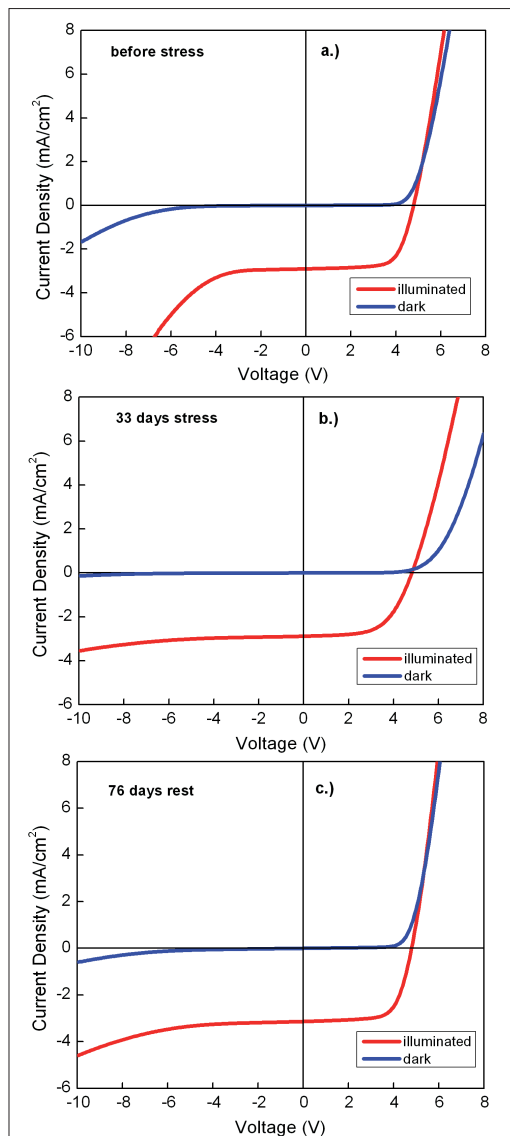 before stress
a.)
8
6
4
2
0
-2
-4
-6
Current Density (mA/cm²)
illuminated
dark
-10 -8 -6 -4 -2 0 2 4 6 8
Voltage (V)
33 days stress
b.)
8
6
4
2
0
-2
-4
-6
Current Density (mA/cm²)
illuminated
dark
-10 -8 -6 -4 -2 0 2 4 6 8
Voltage (V)
76 days rest
c.)
8
6
4
2
0
-2
-4
-6
Current Density (mA/cm²)
illuminated
dark
-10 -8 -6 -4 -2 0 2 4 6 8
Voltage (V)